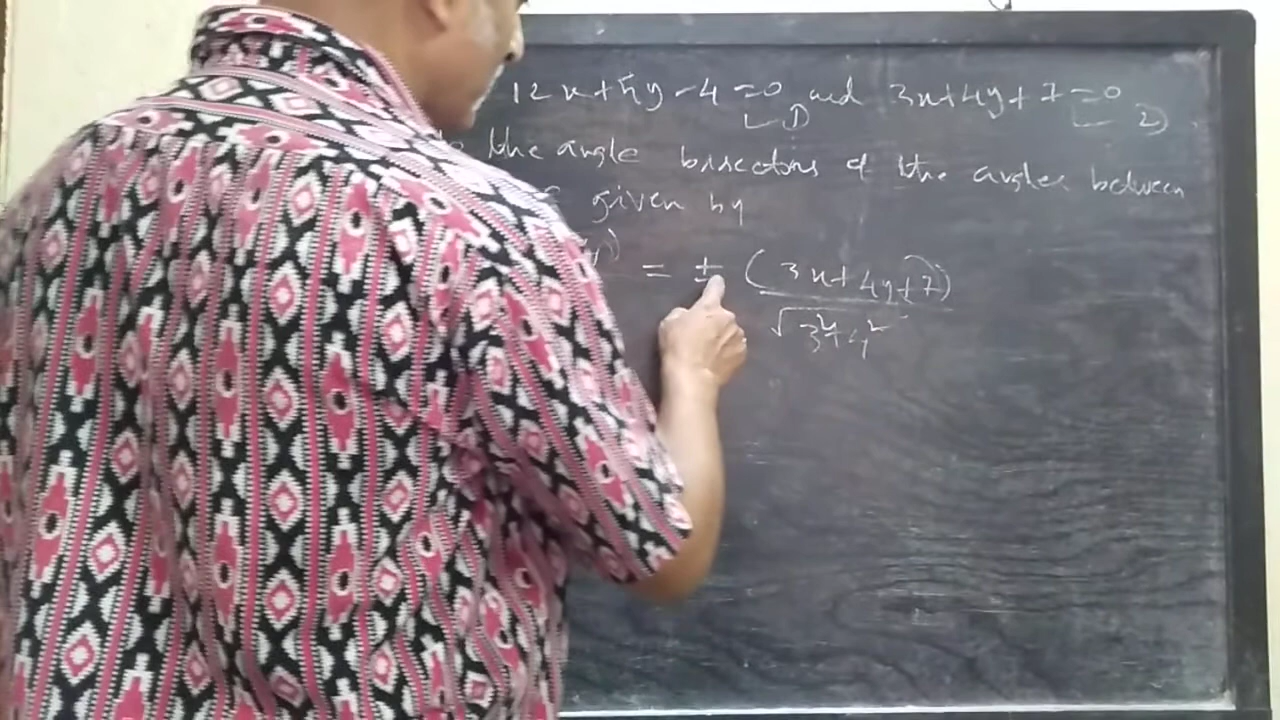 12x+5y-4=0 and 3x+4y+7=0
1) 2)
the angle bisectors of the angles between
given by
) = ± (3x+4y+7)
√3²+4²